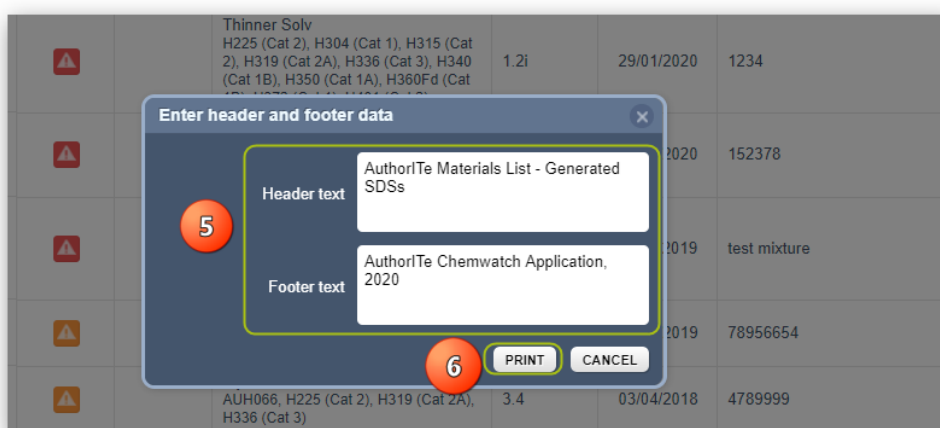 Thinner Solv
H225 (Cat 2), H304 (Cat 1), H315 (Cat
2), H319 (Cat 2A), H336 (Cat 3), H340
(Cat 1B), H350 (Cat 1A), H360Fd (Cat
1.2i
29/01/2020
1234
Enter header and footer data
2020
152378
Header text
AuthorITe Materials List - Generated
SDSs
5
2019
test mixture
Footer text
AuthorITe Chemwatch Application,
2020
2019
78956654
6
PRINT
CANCEL
AUH066, H225 (Cat 2), H319 (Cat 2A),
H336 (Cat 3)
3.4
03/04/2018
4789999